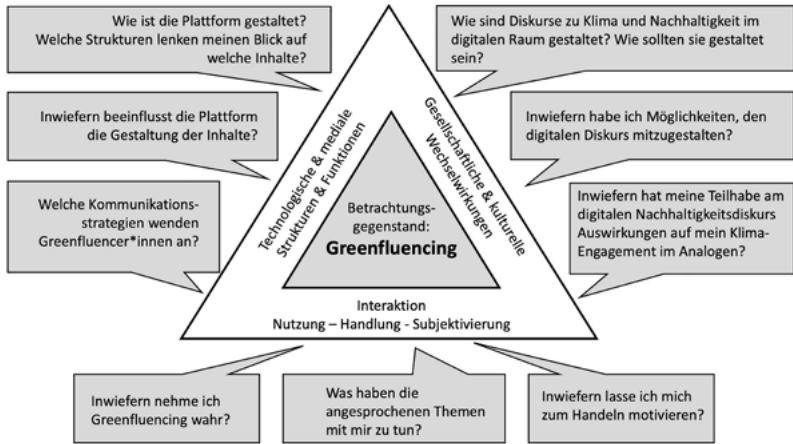 Wie ist die Plattform gestaltet?
Welche Strukturen lenken meinen Blick auf
welche Inhalte?
Wie sind Diskurse zu Klima und Nachhaltigkeit im
digitalen Raum gestaltet? Wie sollten sie gestaltet
sein?
Inwiefern beeinflusst die Plattform
die Gestaltung der Inhalte?
Inwiefern habe ich Möglichkeiten, den
digitalen Diskurs mitzugestalten?
Welche Kommunikations-
strategien wenden
Greenfluencer*innen an?
Inwiefern hat meine Teilhabe am
digitalen Nachhaltigkeitsdiskurs
Auswirkungen auf mein Klima-
Engagement im Analogen?
Technologische & mediale
Strukturen & Funktionen
Gesellschaftliche & kulturelle
Wechselwirkungen
Betrachtungs-
gegenstand:
Greenfluencing
Interaktion
Nutzung – Handlung - Subjektivierung
Inwiefern nehme ich
Greenfluencing wahr?
Was haben die
angesprochenen Themen
mit mir zu tun?
Inwiefern lasse ich mich
zum Handeln motivieren?